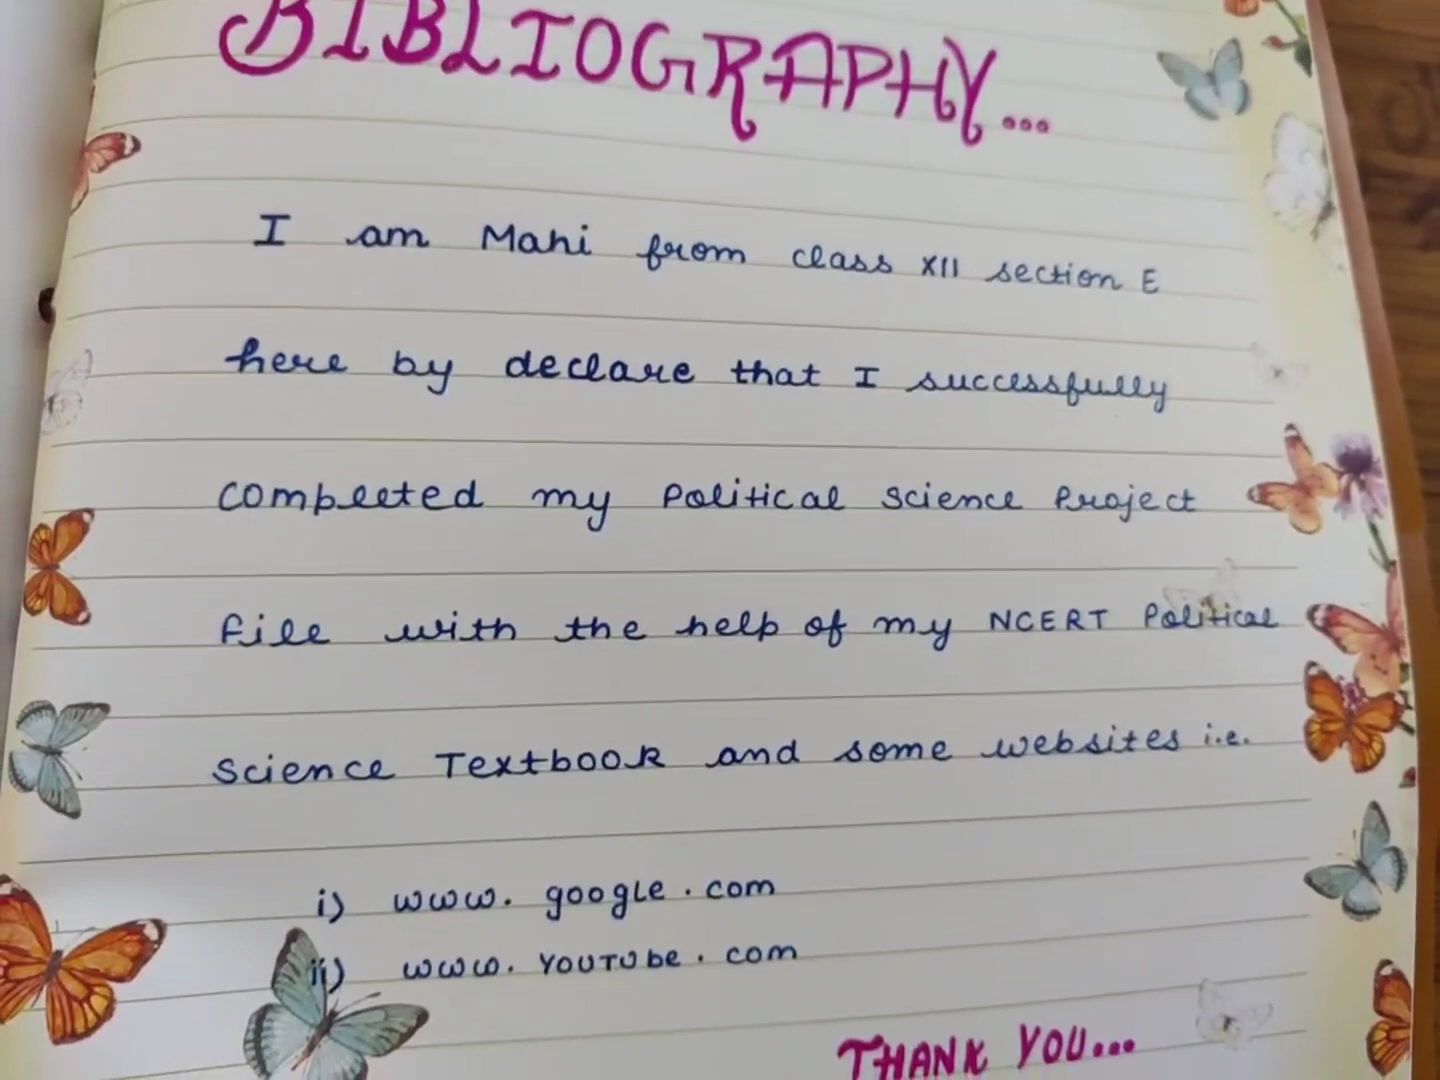 BIBLIOGRAPHY...
I am Mahi from class XII section E
here by declare that I successfully
completed my Political Science Project
file with the help of my NCERT Political
Science Textbook and some websites i.e.
i) www.google.com
ii) www.YOUTUbe.com
THANK YOU...